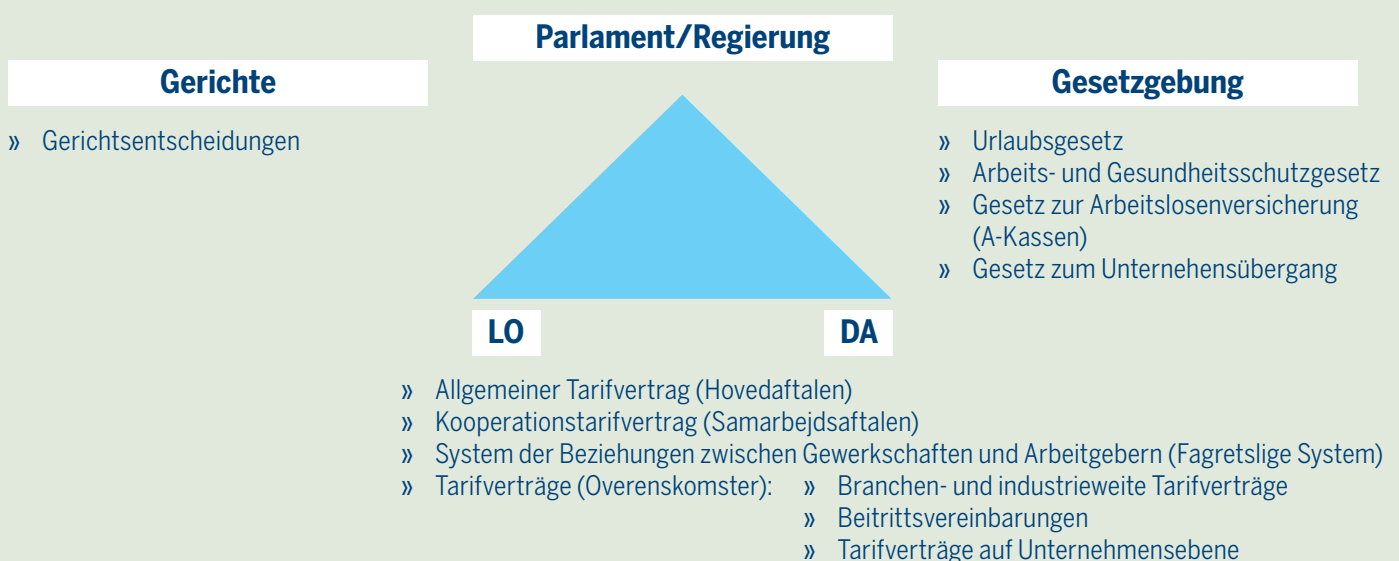 Parlament/Regierung
Gerichte
» Gerichtsentscheidungen
Gesetzgebung
» Urlaubsgesetz
» Arbeits- und Gesundheitsschutzgesetz
» Gesetz zur Arbeitslosenversicherung
(A-Kassen)
» Gesetz zum Unternehensübergang
LO
DA
» Allgemeiner Tarifvertrag (Hovedaftalen)
» Kooperationstarifvertrag (Samarbejdsaftalen)
» System der Beziehungen zwischen Gewerkschaften und Arbeitgebern (Fagretslige System)
» Tarifverträge (Overenskomster): » Branchen- und industrieweite Tarifverträge
» Beitrittsvereinbarungen
» Tarifverträge auf Unternehmensebene